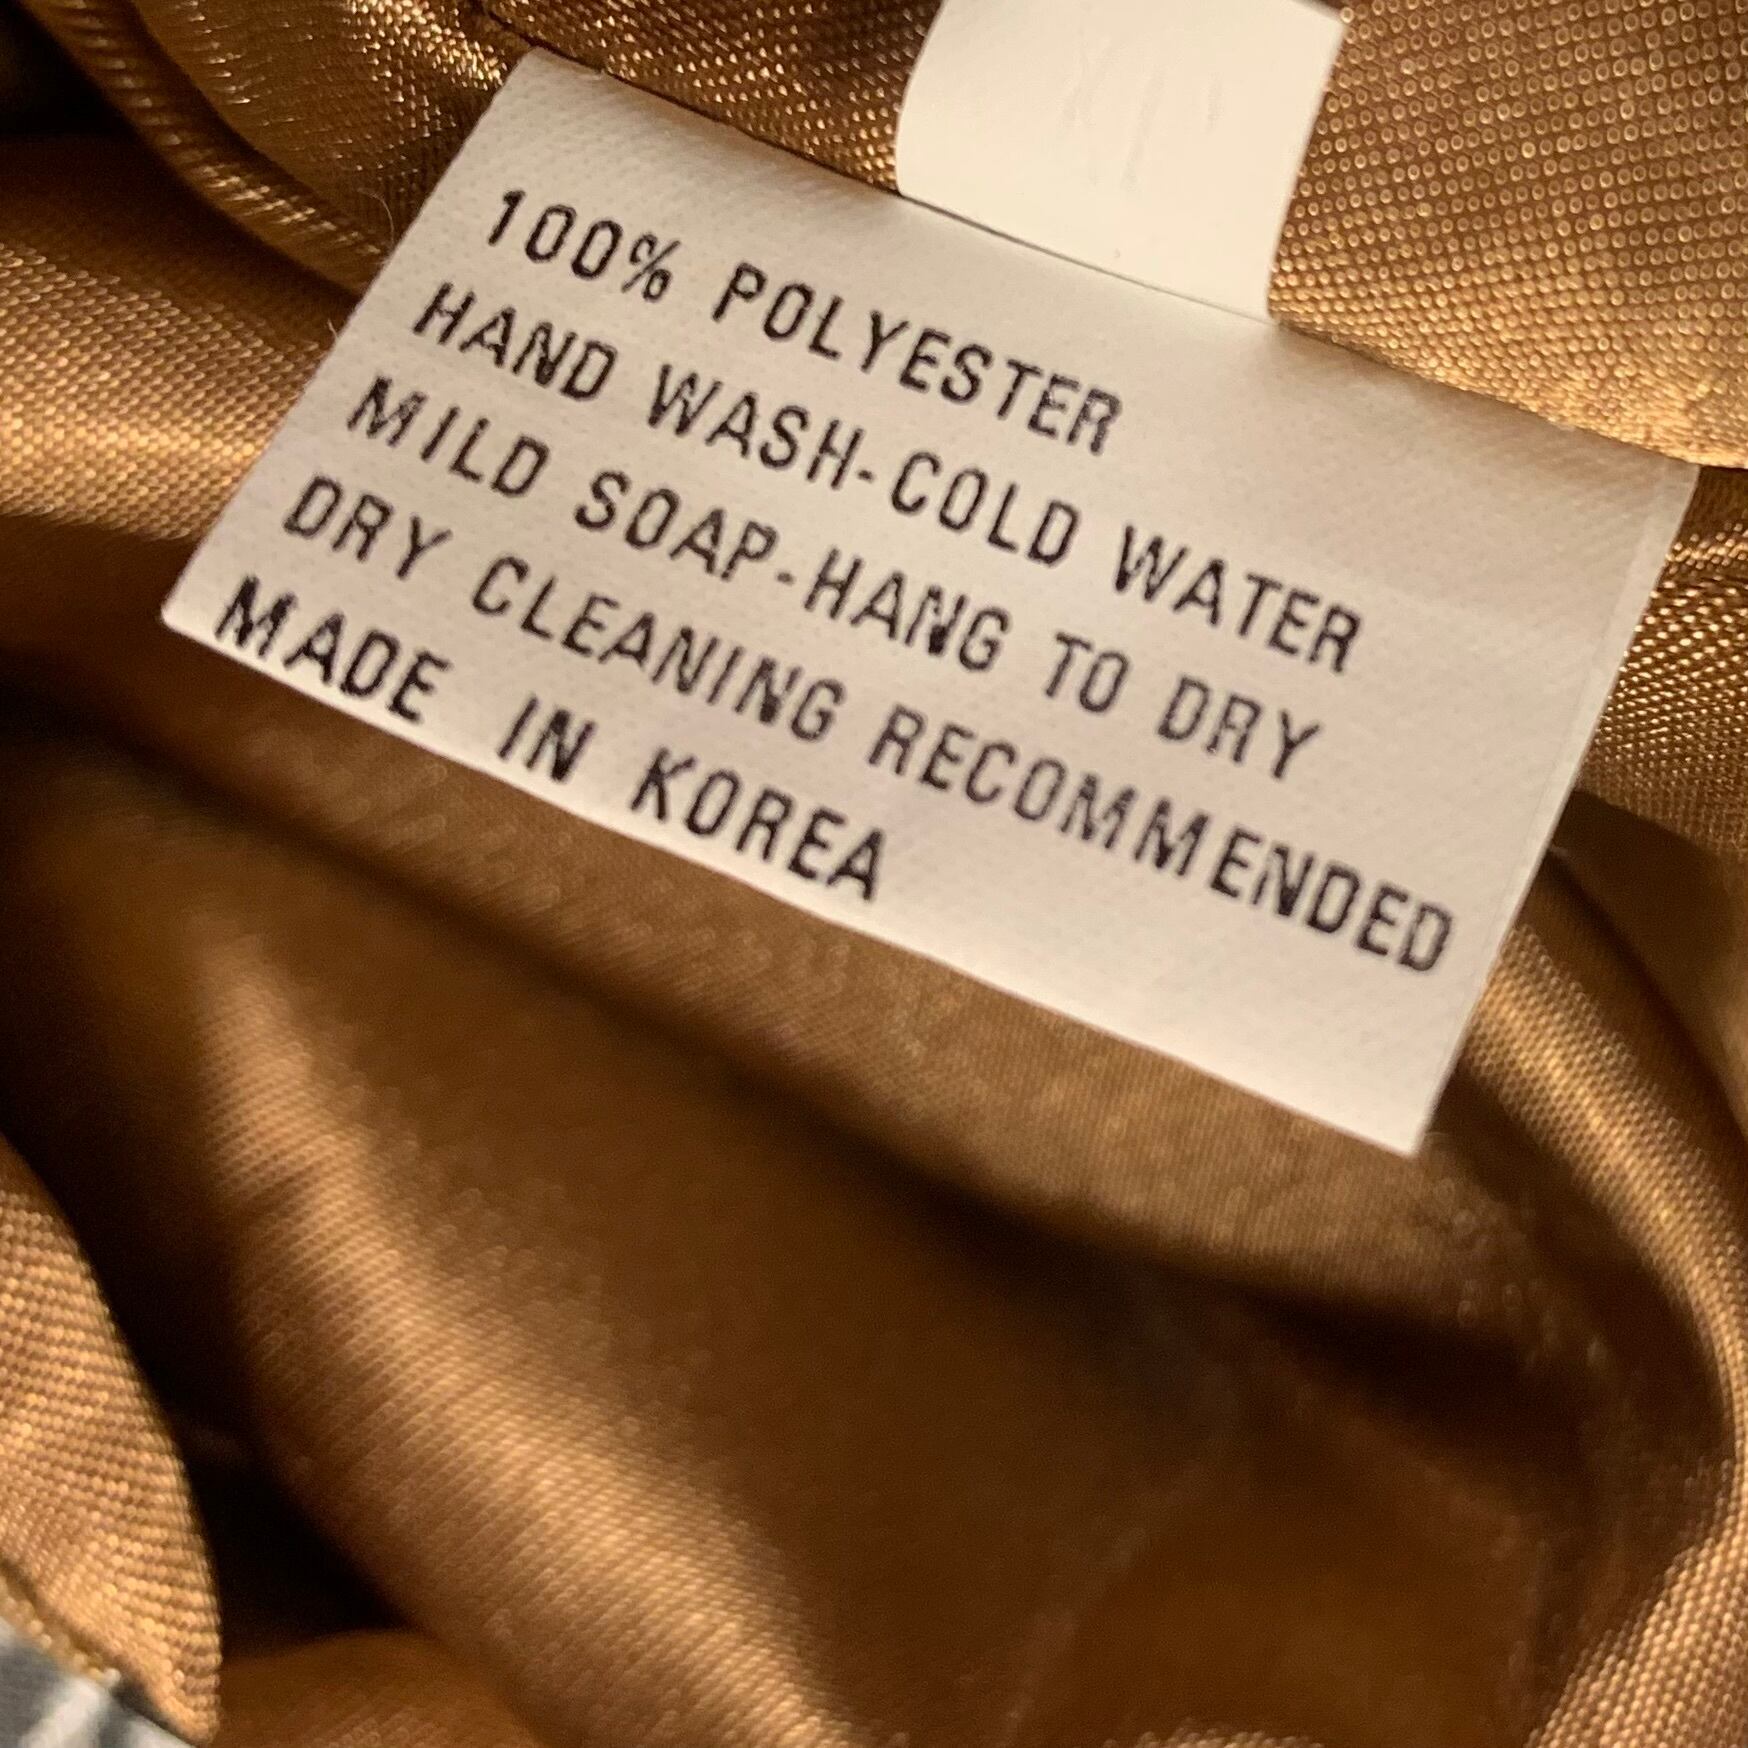 100% POLYESTER
HAND WASH-COLD WATER
MILD SOAP-HANG TO DRY
DRY CLEANING RECOMMENDED
MADE IN KOREA